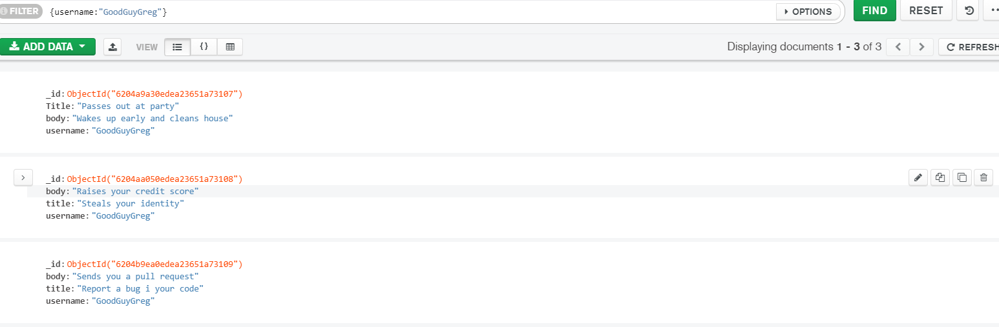 FILTER {username:"GoodGuyGreg"} OPTIONS FIND RESET
ADD DATA VIEW {} Displaying documents 1 - 3 of 3 REFRESH
_id: ObjectId("6204a9a30edea23651a73107")
Title: "Passes out at party"
body: "Wakes up early and cleans house"
username: "GoodGuyGreg"
_id: ObjectId("6204aa050edea23651a73108")
body: "Raises your credit score"
title: "Steals your identity"
username: "GoodGuyGreg"
_id: ObjectId("6204b9ea0edea23651a73109")
body: "Sends you a pull request"
title: "Report a bug i your code"
username: "GoodGuyGreg"